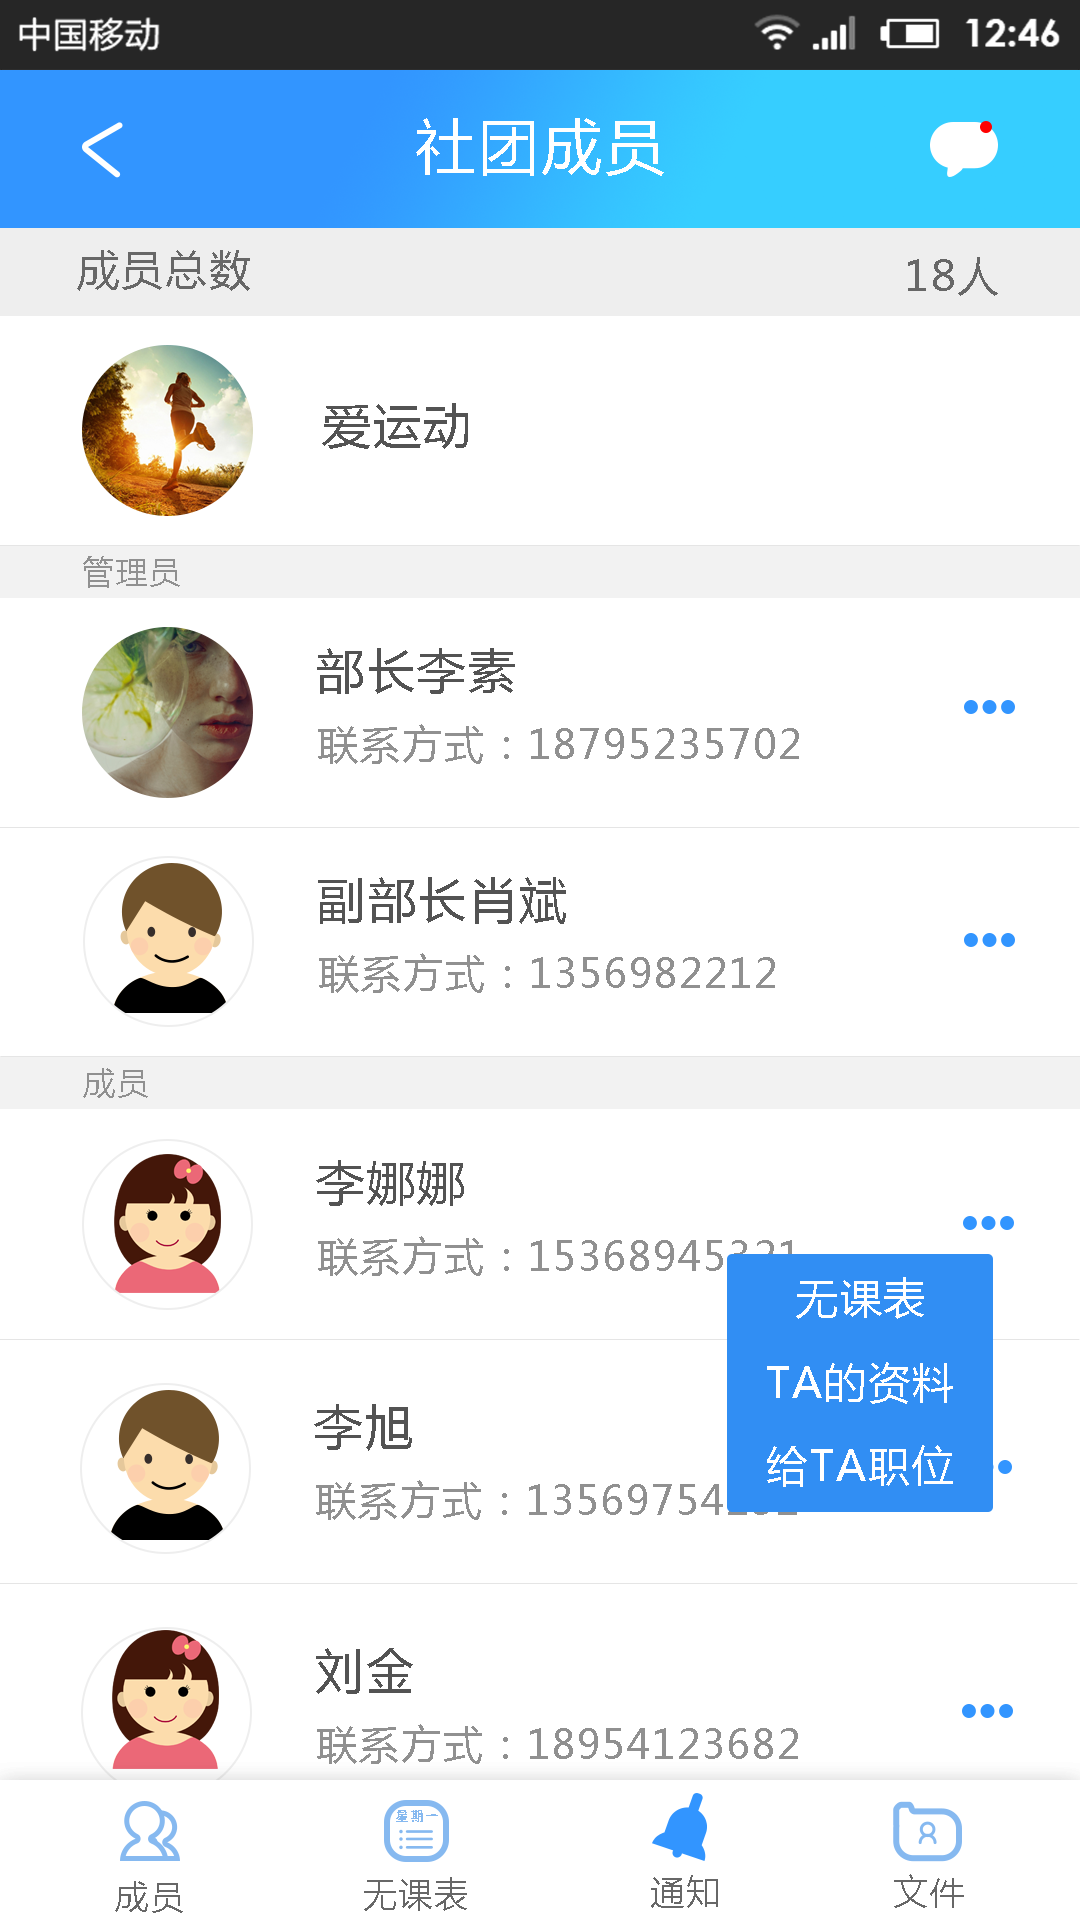 中国移动 12:46
社团成员
成员总数 18人
爱运动
管理员
部长李素
联系方式：18795235702
副部长肖斌
联系方式：1356982212
成员
李娜娜
联系方式：15368945321
无课表
TA的资料
给TA职位
李旭
联系方式：13569754
刘金
联系方式：18954123682
星期一
成员 无课表 通知 文件